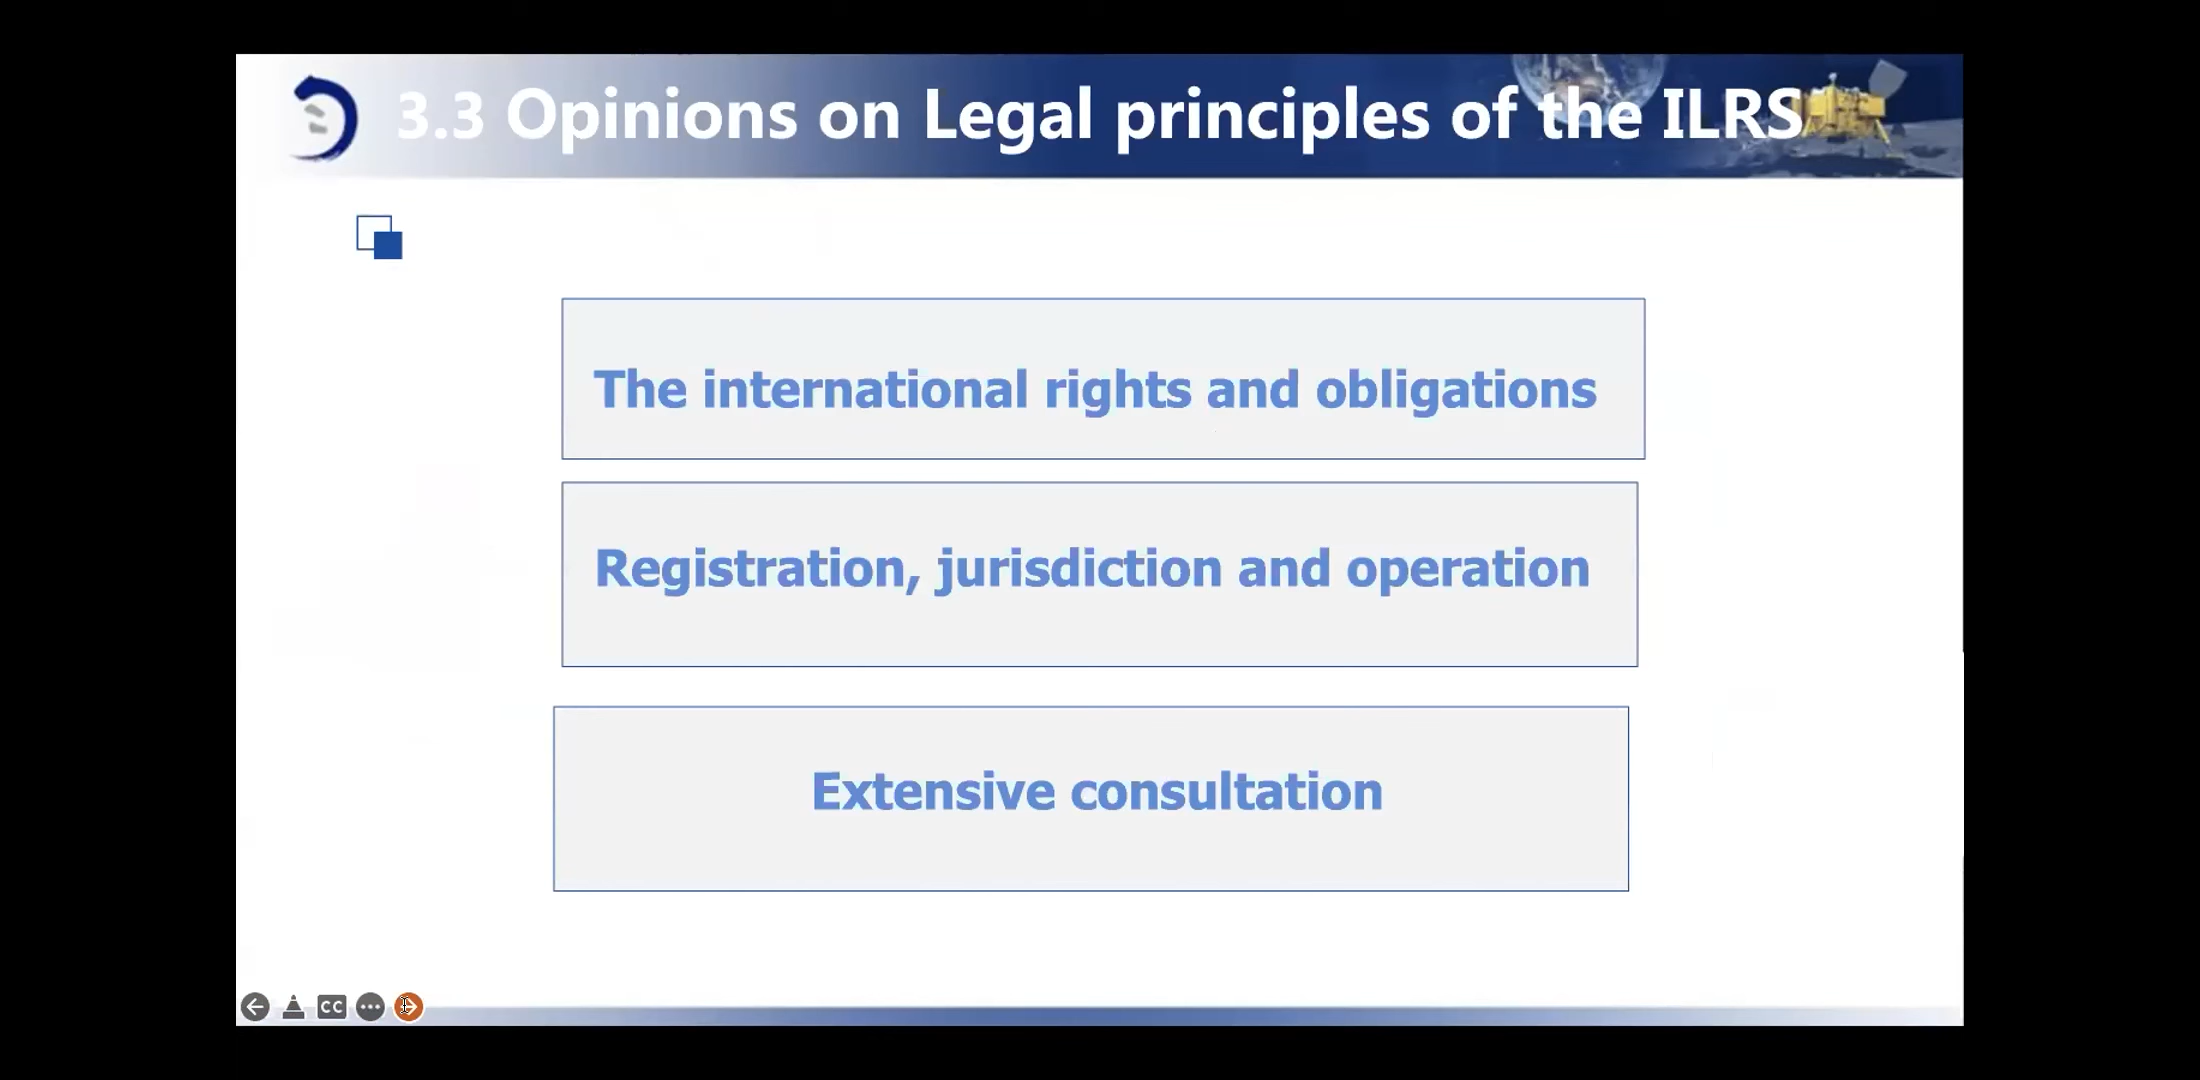 3.3 Opinions on Legal principles of the ILRS
The international rights and obligations
Registration, jurisdiction and operation
Extensive consultation
CC